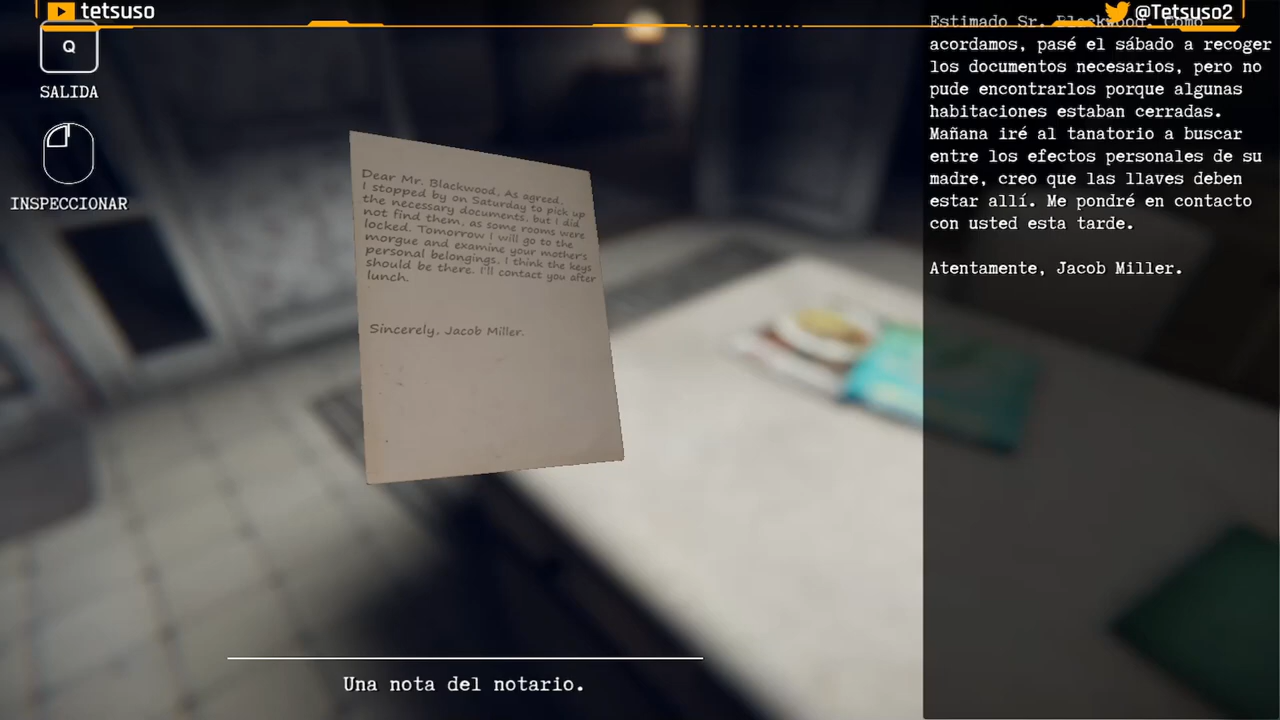 tetsuso
@Tetsuso2
Q
SALIDA
INSPECCIONAR
Dear Mr. Blackwood. As agreed,
I stopped by on Saturday to pick up
the necessary documents, but I did
not find them, as some rooms were
locked. Tomorrow I will go to the
morgue and examine your mother's
personal belongings. I think the keys
should be there. I'll contact you after
lunch.
Sincerely, Jacob Miller.
Estimado Sr. Blackwood. Como
acordamos, pasé el sábado a recoger
los documentos necesarios, pero no
pude encontrarlos porque algunas
habitaciones estaban cerradas.
Mañana iré al tanatorio a buscar
entre los efectos personales de su
madre, creo que las llaves deben
estar allí. Me pondré en contacto
con usted esta tarde.
Atentamente, Jacob Miller.
Una nota del notario.